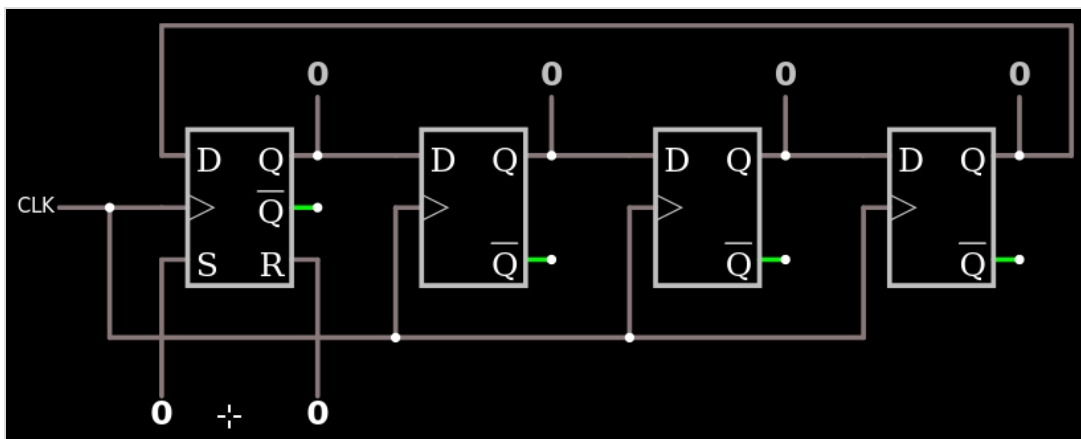 0 0 0 0
D Q D Q D Q D Q
CLK Q̅
S R Q̅ Q̅ Q̅
0 0